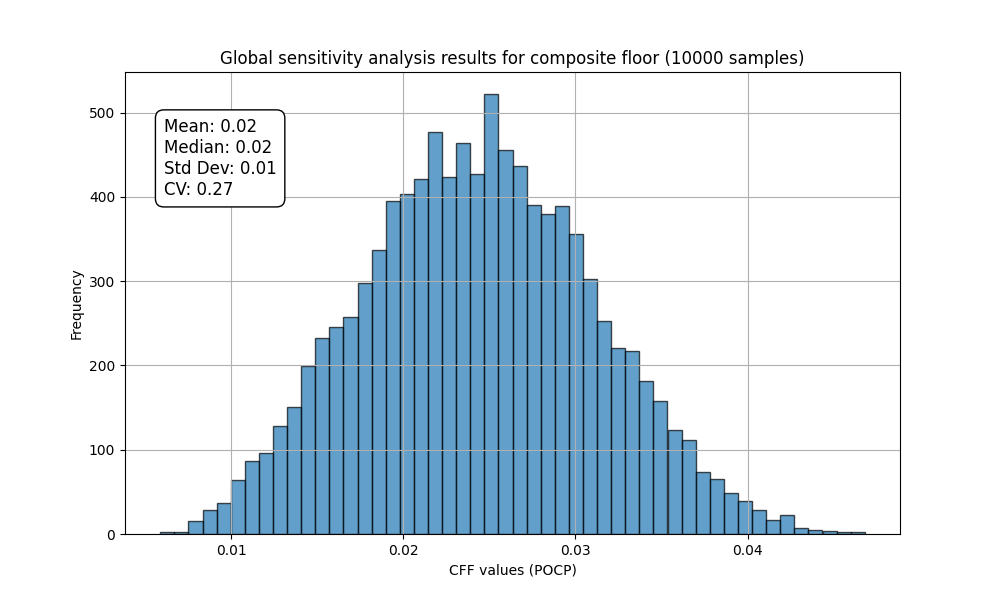 Global sensitivity analysis results for composite floor (10000 samples)
Mean: 0.02
Median: 0.02
Std Dev: 0.01
CV: 0.27
Frequency
500
400
300
200
100
0
0.01 0.02 0.03 0.04
CFF values (POCP)